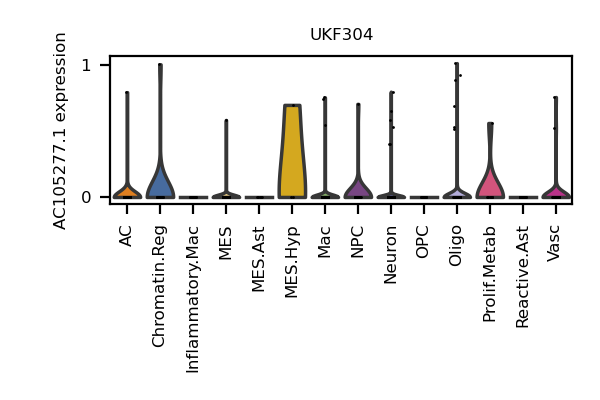 UKF304
AC105277.1 expression
1
0
AC
Chromatin.Reg
Inflammatory.Mac
MES
MES.Ast
MES.Hyp
Mac
NPC
Neuron
OPC
Oligo
Prolif.Metab
Reactive.Ast
Vasc